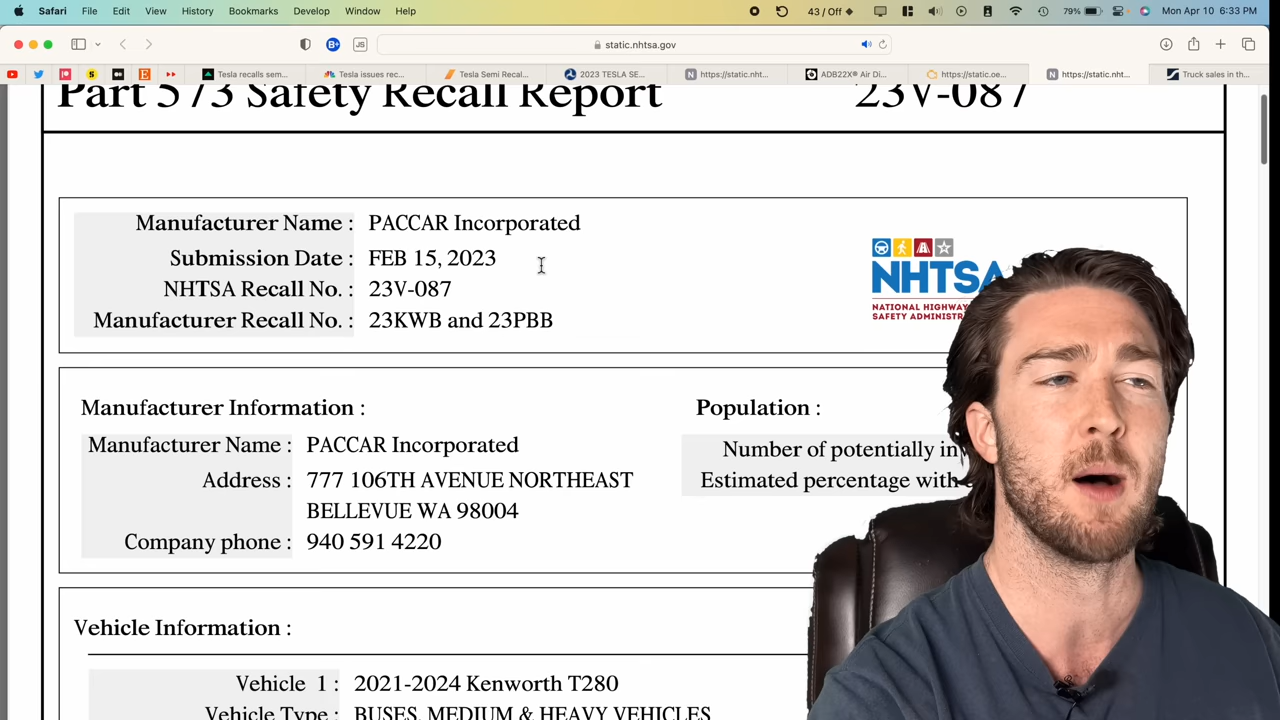 Safari File Edit View History Bookmarks Develop Window Help 43 / Off 79% Mon Apr 10 6:33 PM
static.nhtsa.gov
Tesla recalls sem... Tesla issues rec... Tesla Semi Recal... 2023 TESLA SE... https://static.nht... ADB22X® Air Di... https://static.oe... https://static.nht... Truck sales in th...
Part 573 Safety Recall Report 23V-087
Manufacturer Name : PACCAR Incorporated
Submission Date : FEB 15, 2023
NHTSA Recall No. : 23V-087
Manufacturer Recall No. : 23KWB and 23PBB
NHTSA
NATIONAL HIGHWAY
SAFETY
Manufacturer Information :
Manufacturer Name : PACCAR Incorporated
Address : 777 106TH AVENUE NORTHEAST
BELLEVUE WA 98004
Company phone : 940 591 4220
Population :
Number of potentially
Estimated percentage with
Vehicle Information :
Vehicle 1 : 2021-2024 Kenworth T280
Vehicle Type : BUSES, MEDIUM & HEAVY VEHICLES